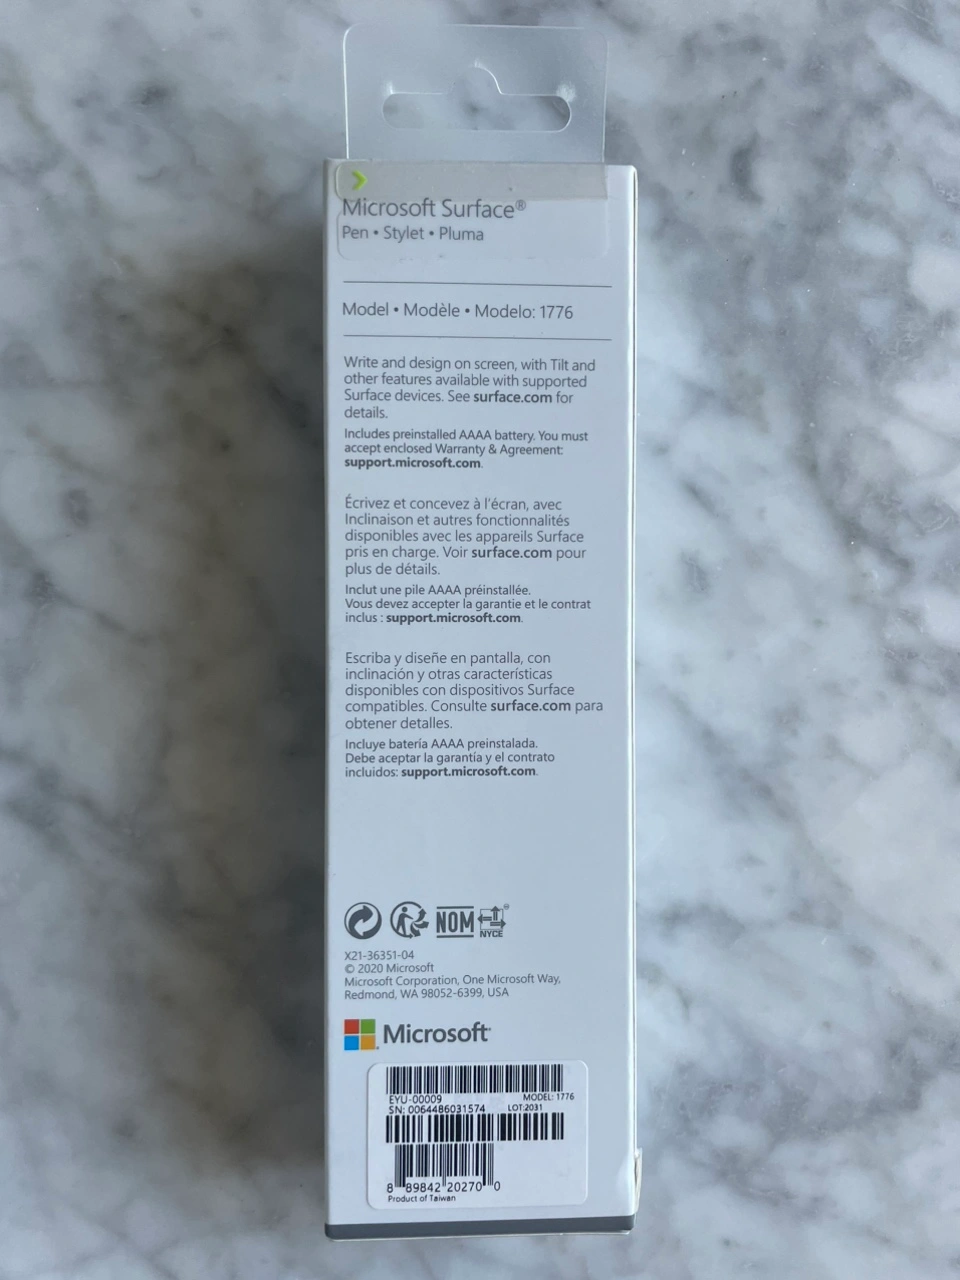 Microsoft Surface®
Pen • Stylet • Pluma
Model • Modèle • Modelo: 1776
Write and design on screen, with Tilt and
other features available with supported
Surface devices. See surface.com for
details.
Includes preinstalled AAAA battery. You must
accept enclosed Warranty & Agreement:
support.microsoft.com.
Écrivez et concevez à l'écran, avec
Inclinaison et autres fonctionnalités
disponibles avec les appareils Surface
pris en charge. Voir surface.com pour
plus de détails.
Inclut une pile AAAA préinstallée.
Vous devez accepter la garantie et le contrat
inclus : support.microsoft.com.
Escriba y diseñe en pantalla, con
inclinación y otras características
disponibles con dispositivos Surface
compatibles. Consulte surface.com para
obtener detalles.
Incluye batería AAAA preinstalada.
Debe aceptar la garantía y el contrato
incluidos: support.microsoft.com.
NOM NYCE
X21-36351-04
© 2020 Microsoft
Microsoft Corporation, One Microsoft Way,
Redmond, WA 98052-6399, USA
Microsoft
EYU-00009 MODEL: 1776
SN: 0064486031574 LOT:2031
8 89842 20270 0
Product of Taiwan